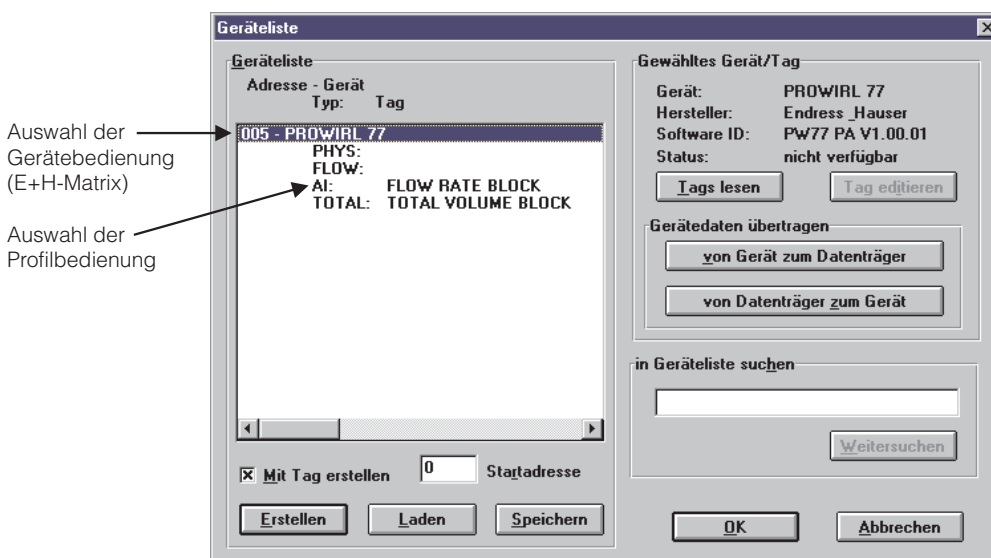 Geräteliste
Auswahl der
Gerätebedienung
(E+H-Matrix)
Auswahl der
Profilbedienung
Geräteliste
Adresse - Gerät
Typ: Tag
005 - PROWIRL 77
PHYS:
FLOW:
AI: FLOW RATE BLOCK
TOTAL: TOTAL VOLUME BLOCK
Mit Tag erstellen
0
Startadresse
Erstellen
Laden
Speichern
Gewähltes Gerät/Tag
Gerät: PROWIRL 77
Hersteller: Endress _Hauser
Software ID: PW77 PA V1.00.01
Status: nicht verfügbar
Tags lesen
Tag editieren
Gerätedaten übertragen
von Gerät zum Datenträger
von Datenträger zum Gerät
in Geräteliste suchen
Weitersuchen
OK
Abbrechen